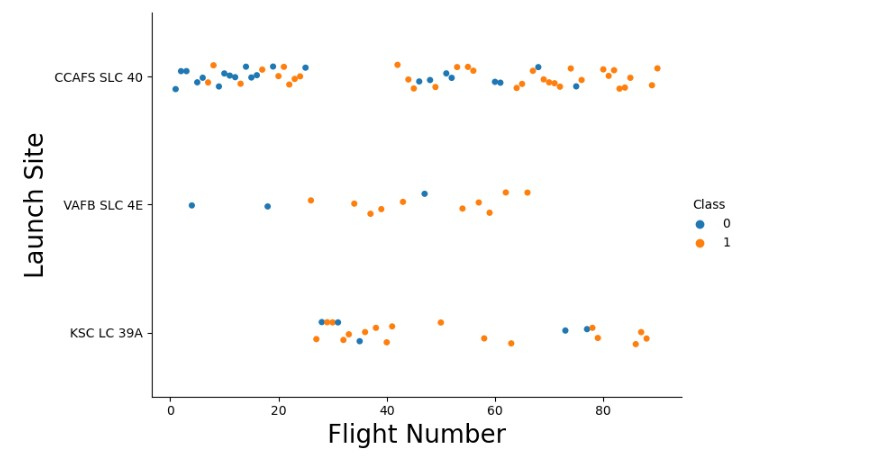 Launch Site
CCAFS SLC 40
VAFB SLC 4E
KSC LC 39A
0 20 40 60 80
Flight Number
Class
0
1